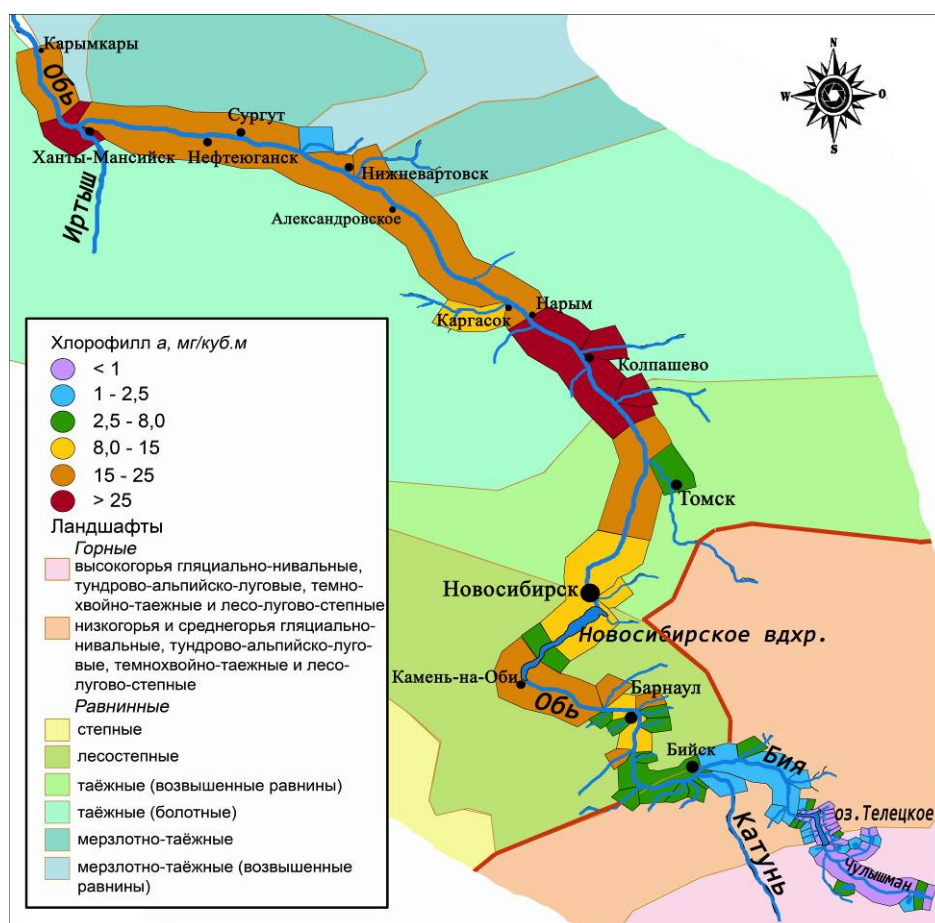 Карымкары
Обь
N
W
O
S
Сургут
Ханты-Мансийск
Нефтеюганск
Нижневартовск
Иртыш
Александровское
Нарым
Каргасок
Колпашево
Томск
Новосибирск
Новосибирское вдхр.
Камень-на-Оби
Обь
Барнаул
Бийск
Бия
оз.Телецкое
Катунь
Чулышман
Хлорофилл а, мг/куб.м
< 1
1 - 2,5
2,5 - 8,0
8,0 - 15
15 - 25
> 25
Ландшафты
Горные
высокогорья гляциально-нивальные,
тундрово-альпийско-луговые, темно-
хвойно-таежные и лесо-лугово-степные
низкогорья и среднегорья гляциально-
нивальные, тундрово-альпийско-луго-
вые, темнохвойно-таежные и лесо-
лугово-степные
Равнинные
степные
лесостепные
таёжные (возвышенные равнины)
таёжные (болотные)
мерзлотно-таёжные
мерзлотно-таёжные (возвышенные
равнины)